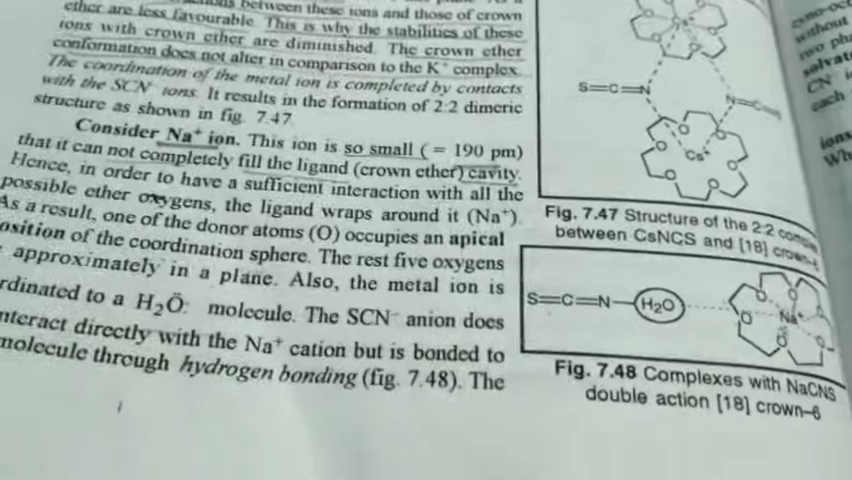 between these ions and those of crown
ether are less favourable. This is why the stabilities of these
ions with crown ether are diminished. The crown ether
conformation does not alter in comparison to the K⁺ complex.
The coordination of the metal ion is completed by contacts
with the SCN⁻ ions. It results in the formation of 2:2 dimeric
structure as shown in fig. 7.47.
Consider Na⁺ ion. This ion is so small ( = 190 pm)
that it can not completely fill the ligand (crown ether) cavity.
Hence, in order to have a sufficient interaction with all the
possible ether oxygens, the ligand wraps around it (Na⁺).
As a result, one of the donor atoms (O) occupies an apical
position of the coordination sphere. The rest five oxygens
approximately in a plane. Also, the metal ion is
rdinated to a H₂Ö: molecule. The SCN⁻ anion does
nteract directly with the Na⁺ cation but is bonded to
molecule through hydrogen bonding (fig. 7.48). The
S=C=N
N=C=S
Cs⁺
Fig. 7.47 Structure of the 2:2
between CsNCS and [18] crown-6
S=C=N
H₂O
Na⁺
Fig. 7.48 Complexes with NaCNS
double action [18] crown–6
without
two pha
solvat
CN⁻
each
ions
Wh